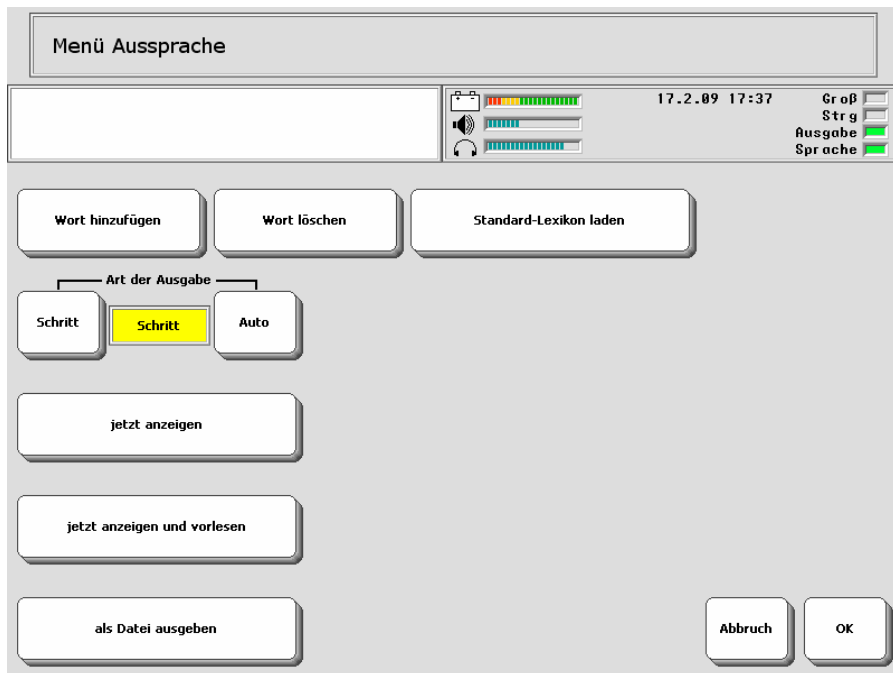 Menü Aussprache
17.2.09 17:37
Groß
Strg
Ausgabe
Sprache
Wort hinzufügen
Wort löschen
Standard-Lexikon laden
Art der Ausgabe
Schritt
Schritt
Auto
jetzt anzeigen
jetzt anzeigen und vorlesen
als Datei ausgeben
Abbruch
OK